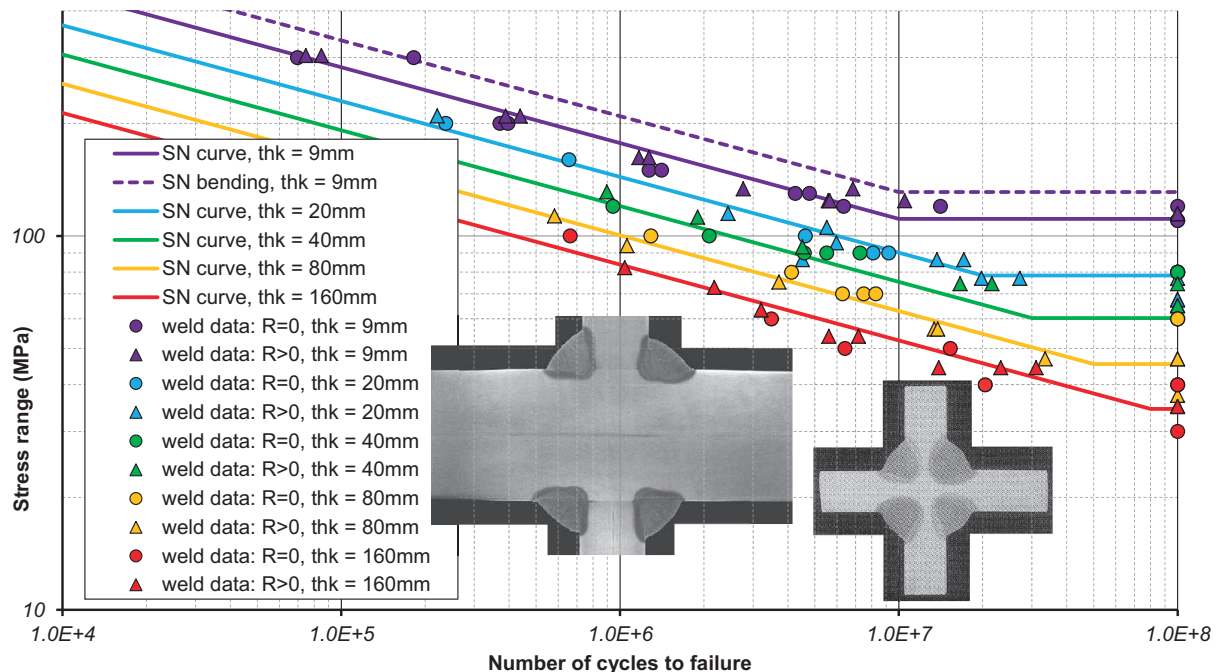 Stress range (MPa)
100
10
SN curve, thk = 9mm
SN bending, thk = 9mm
SN curve, thk = 20mm
SN curve, thk = 40mm
SN curve, thk = 80mm
SN curve, thk = 160mm
weld data: R=0, thk = 9mm
weld data: R>0, thk = 9mm
weld data: R=0, thk = 20mm
weld data: R>0, thk = 20mm
weld data: R=0, thk = 40mm
weld data: R>0, thk = 40mm
weld data: R=0, thk = 80mm
weld data: R>0, thk = 80mm
weld data: R=0, thk = 160mm
weld data: R>0, thk = 160mm
1.0E+4 1.0E+5 1.0E+6 1.0E+7 1.0E+8
Number of cycles to failure